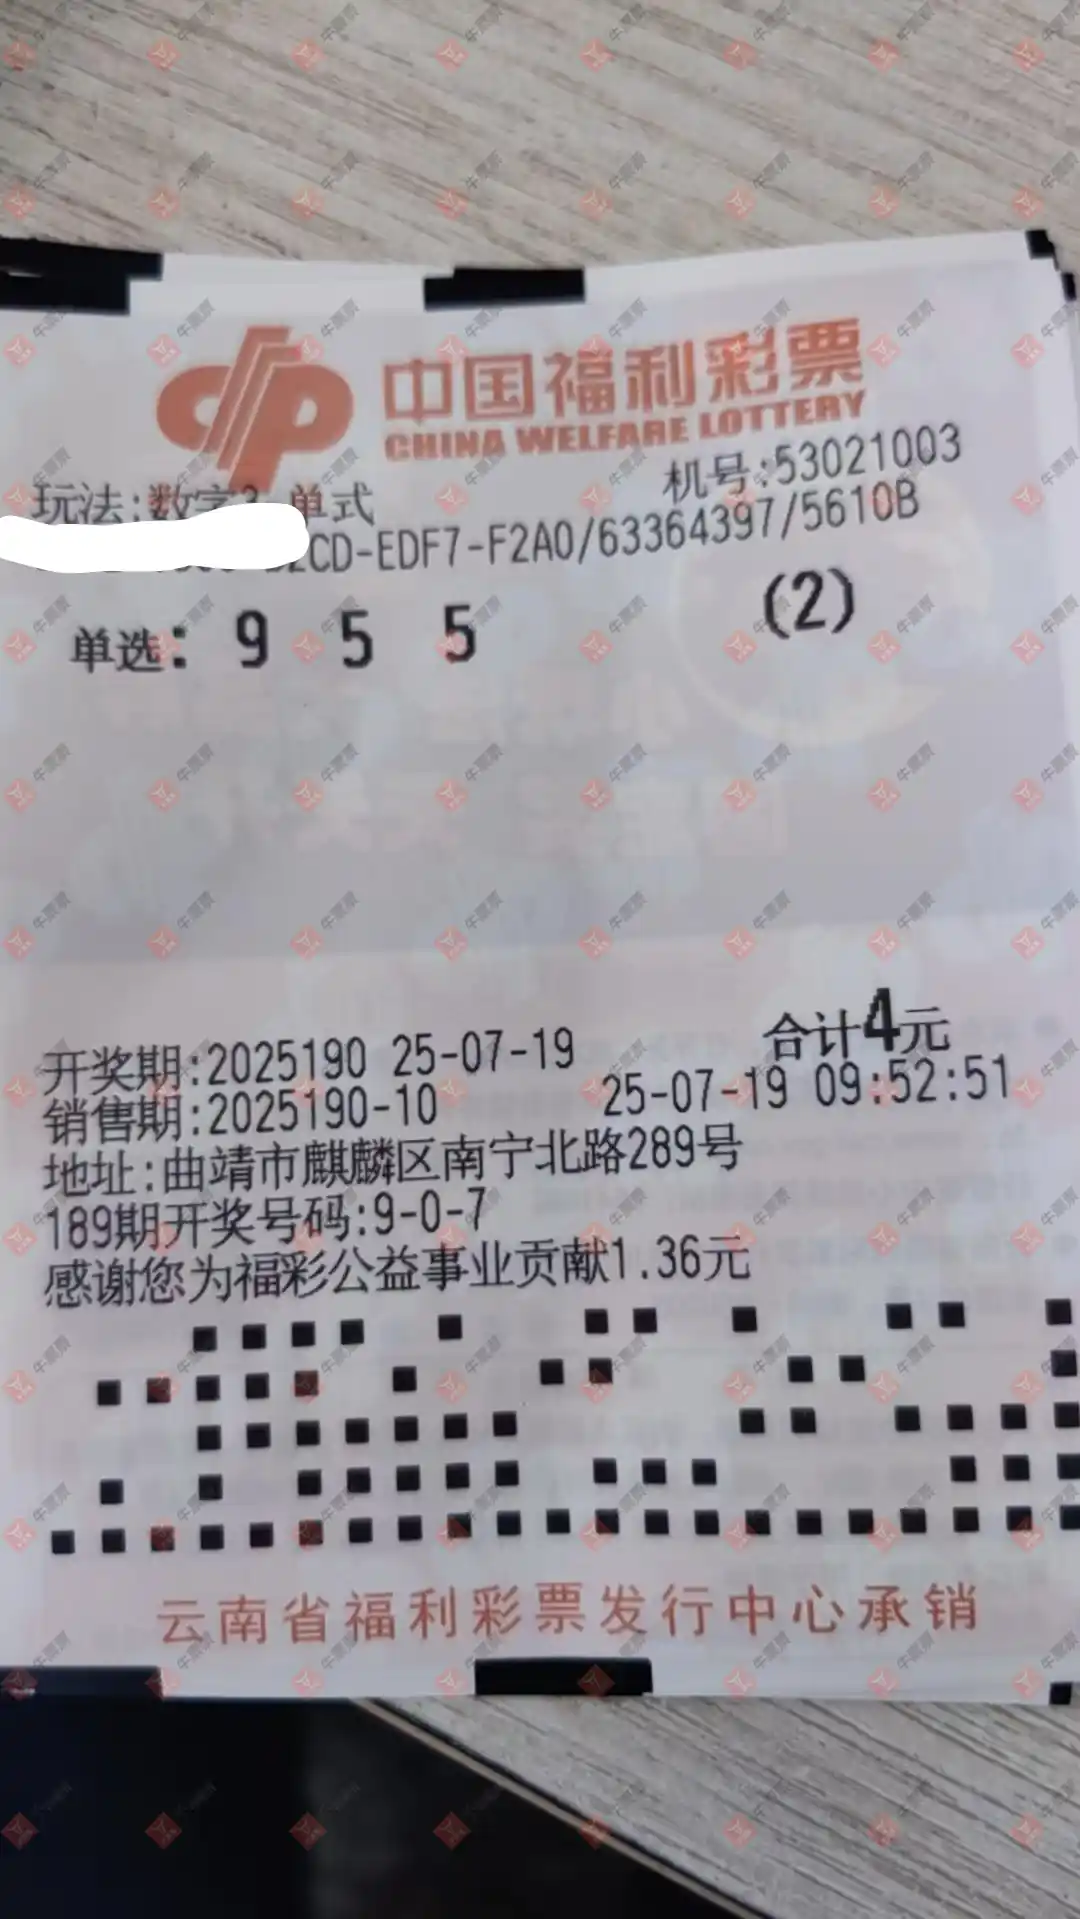 中国福利彩票
CHINA WELFARE LOTTERY
机号:53021003
玩法:数字3 单式
CD-EDF7-F2A0/63364397/5610B
单选: 9 5 5 (2)
合计4元
开奖期:2025190 25-07-19
销售期:2025190-10 25-07-19 09:52:51
地址:曲靖市麒麟区南宁北路289号
189期开奖号码:9-0-7
感谢您为福彩公益事业贡献1.36元
云南省福利彩票发行中心承销